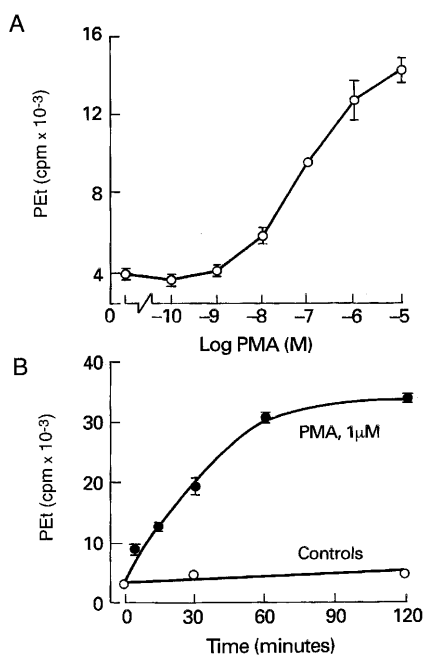 A
16
12
8
4
PEt (cpm x 10-3)
0 -10 -9 -8 -7 -6 -5
Log PMA (M)
B
40
30
20
10
0
PEt (cpm x 10-3)
PMA, 1μM
Controls
0 30 60 90 120
Time (minutes)